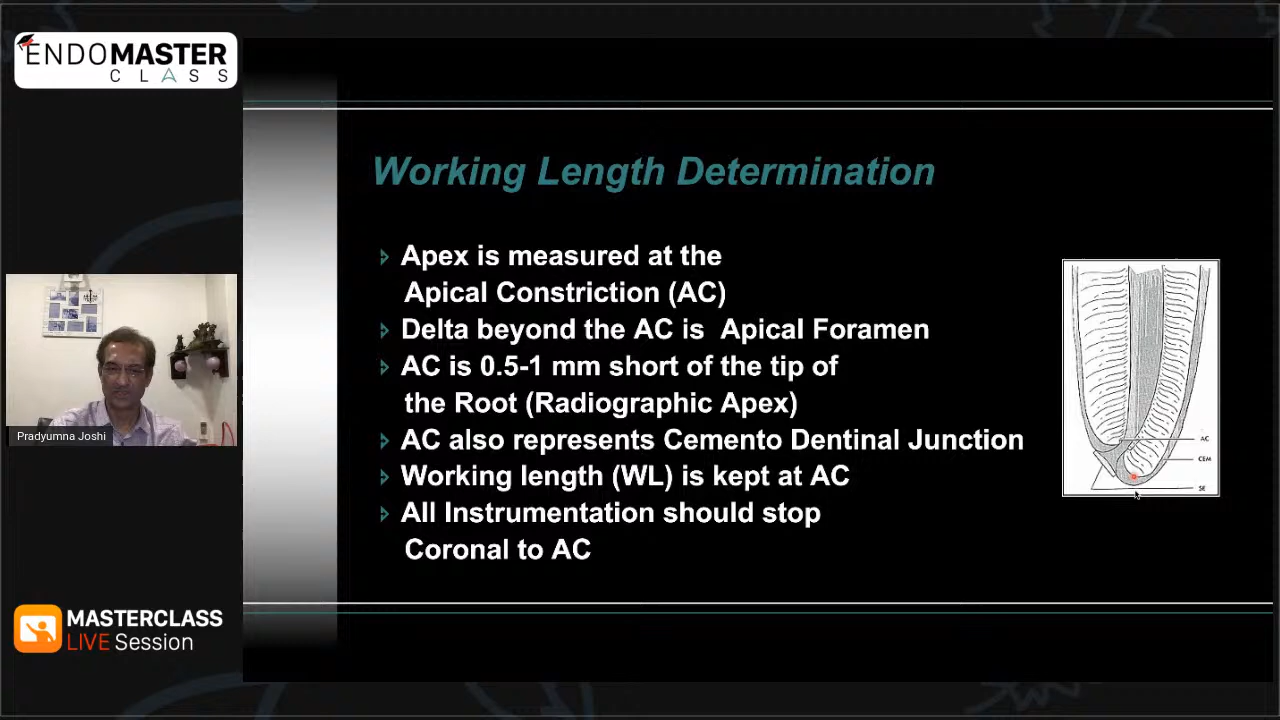 ENDOMASTER
CLASS
Working Length Determination
Apex is measured at the
Apical Constriction (AC)
Delta beyond the AC is Apical Foramen
AC is 0.5-1 mm short of the tip of
the Root (Radiographic Apex)
AC also represents Cemento Dentinal Junction
Working length (WL) is kept at AC
All Instrumentation should stop
Coronal to AC
AC
CEM
SE
Pradyumna Joshi
MASTERCLASS
LIVE Session